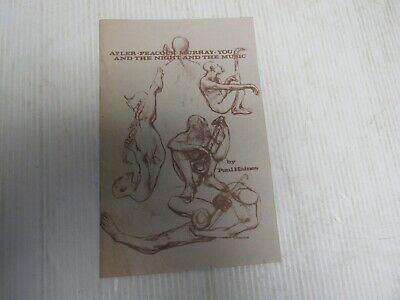 AYLER·PEACOCK·MURRAY·YOU
AND THE NIGHT AND THE MUSIC
by
Paul Haines